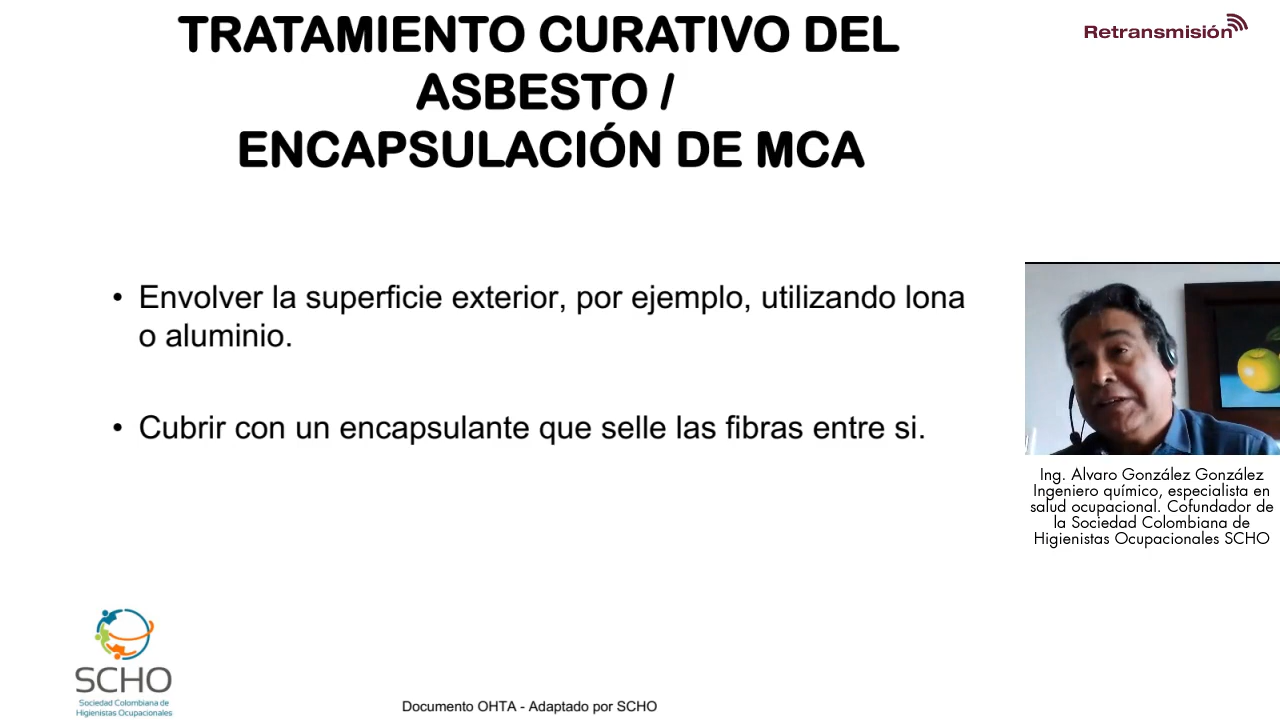 TRATAMIENTO CURATIVO DEL
ASBESTO /
ENCAPSULACIÓN DE MCA
Retransmisión
• Envolver la superficie exterior, por ejemplo, utilizando lona
o aluminio.
• Cubrir con un encapsulante que selle las fibras entre si.
Ing. Alvaro González González
Ingeniero químico, especialista en
salud ocupacional. Cofundador de
la Sociedad Colombiana de
Higienistas Ocupacionales SCHO
SCHO
Sociedad Colombiana de
Higienistas Ocupacionales
Documento OHTA - Adaptado por SCHO